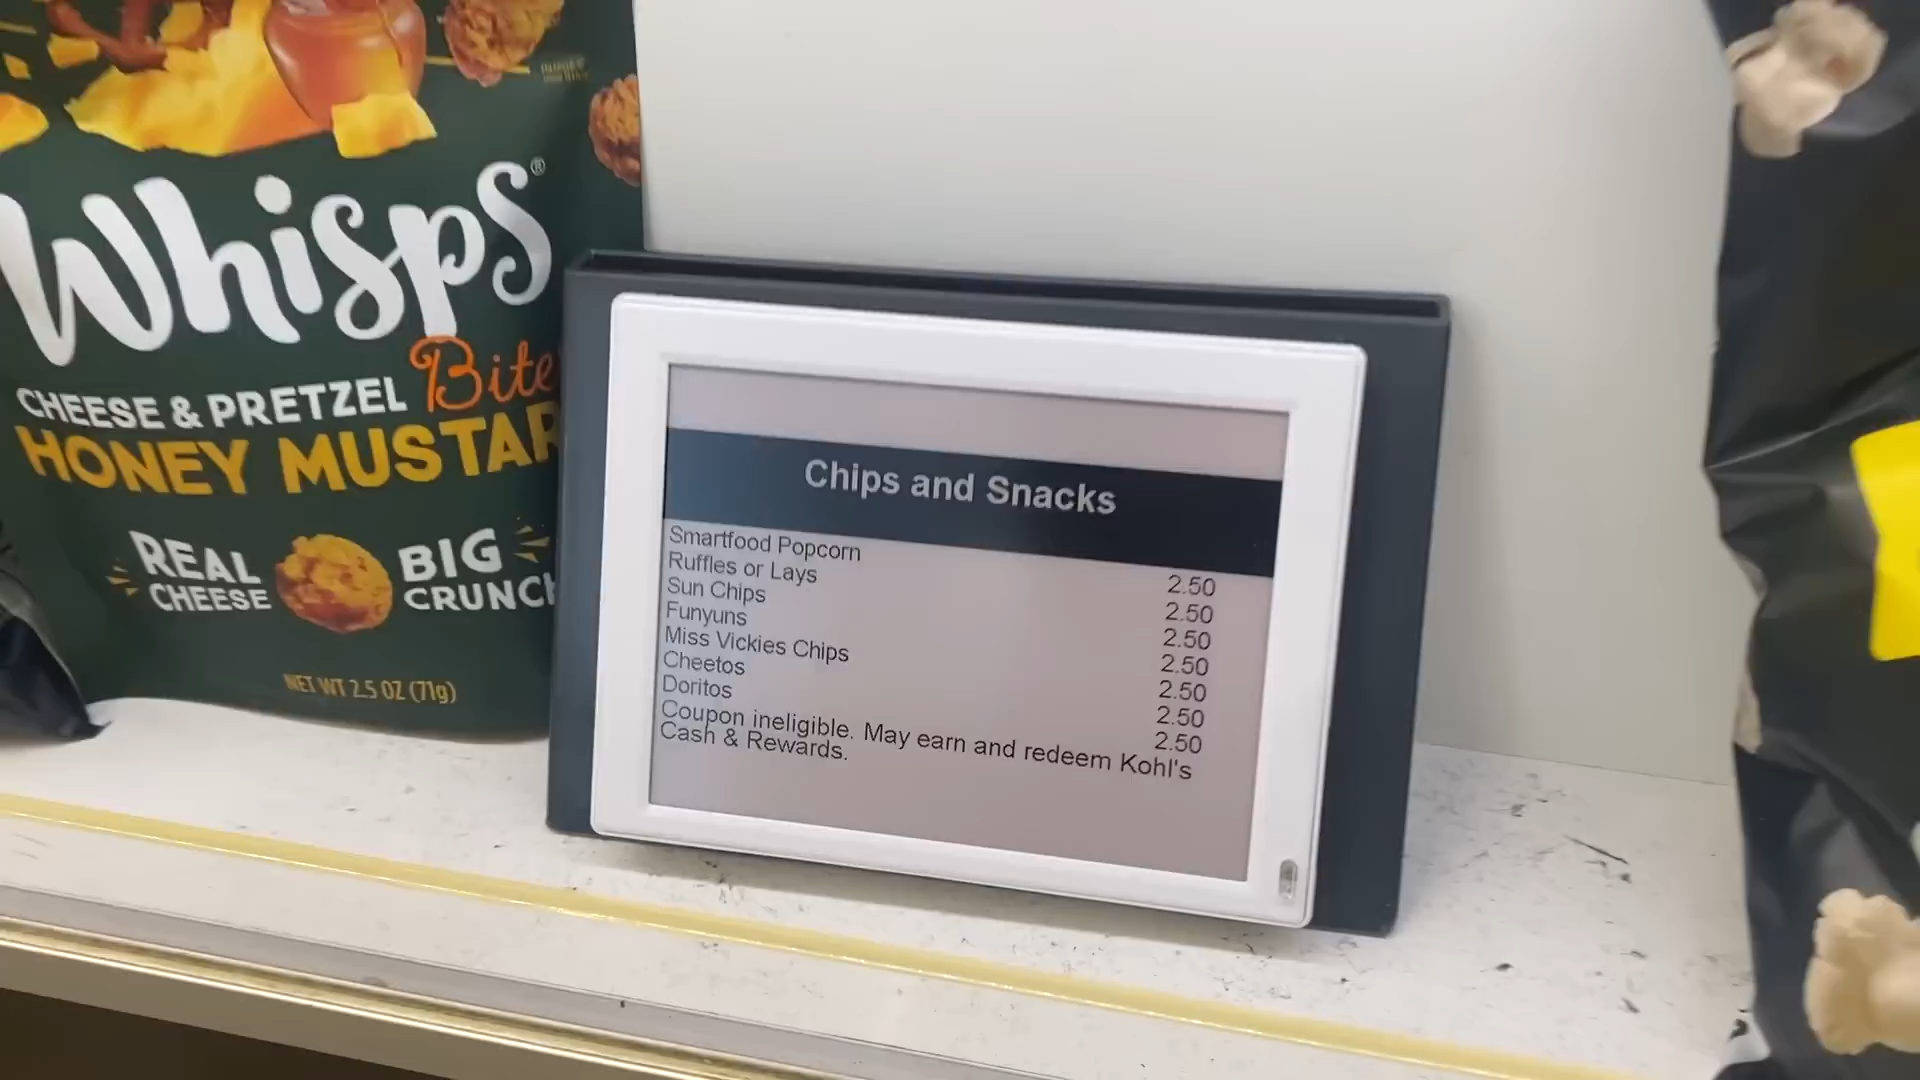 Whisps®
Bite
CHEESE & PRETZEL
HONEY MUSTAR
REAL CHEESE
BIG CRUNCH
NET WT 2.5 OZ (71g)
Chips and Snacks
Smartfood Popcorn 2.50
Ruffles or Lays 2.50
Sun Chips 2.50
Funyuns 2.50
Miss Vickies Chips 2.50
Cheetos 2.50
Doritos 2.50
Coupon ineligible. May earn and redeem Kohl's
Cash & Rewards.